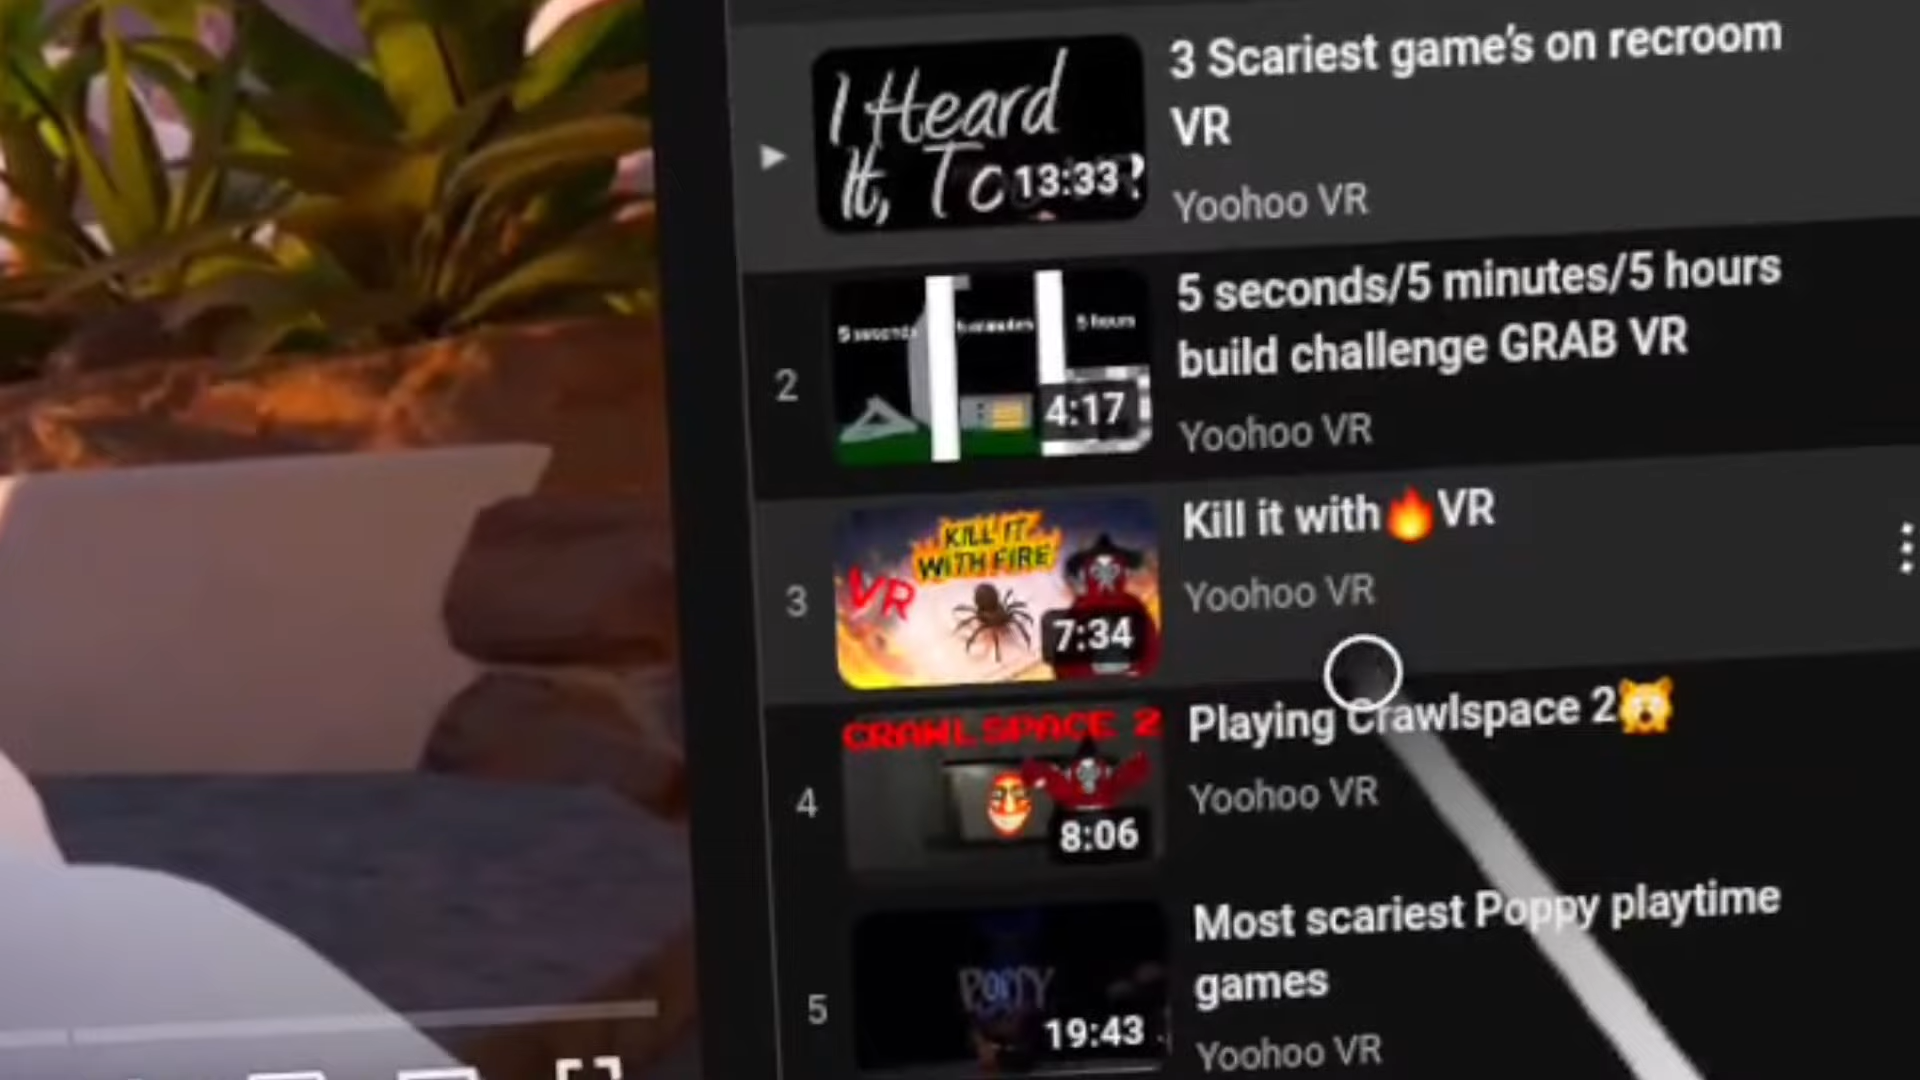 I Heard
It, To ?
13:33
3 Scariest game's on recroom
VR
Yoohoo VR
2
5 seconds 5 minutes 5 hours
4:17
5 seconds/5 minutes/5 hours
build challenge GRAB VR
Yoohoo VR
3
KILL IT
WITH FIRE
VR
7:34
Kill it with🔥VR
Yoohoo VR
4
CRAWLSPACE 2
8:06
Playing Crawlspace 2🙀
Yoohoo VR
5
POPPY
19:43
Most scariest Poppy playtime
games
Yoohoo VR